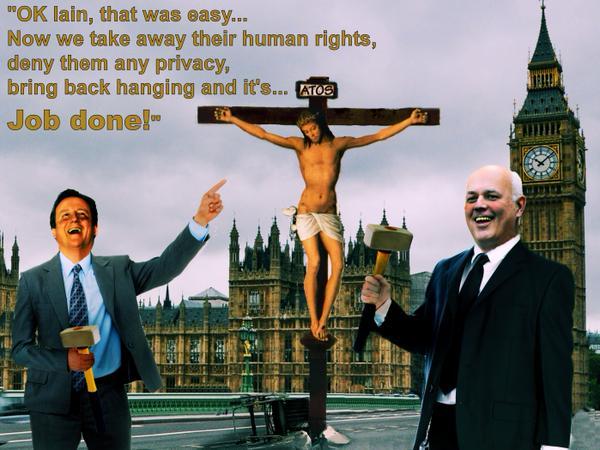 "OK Iain, that was easy...
Now we take away their human rights,
deny them any privacy,
bring back hanging and it's...
ATOS
Job done!"